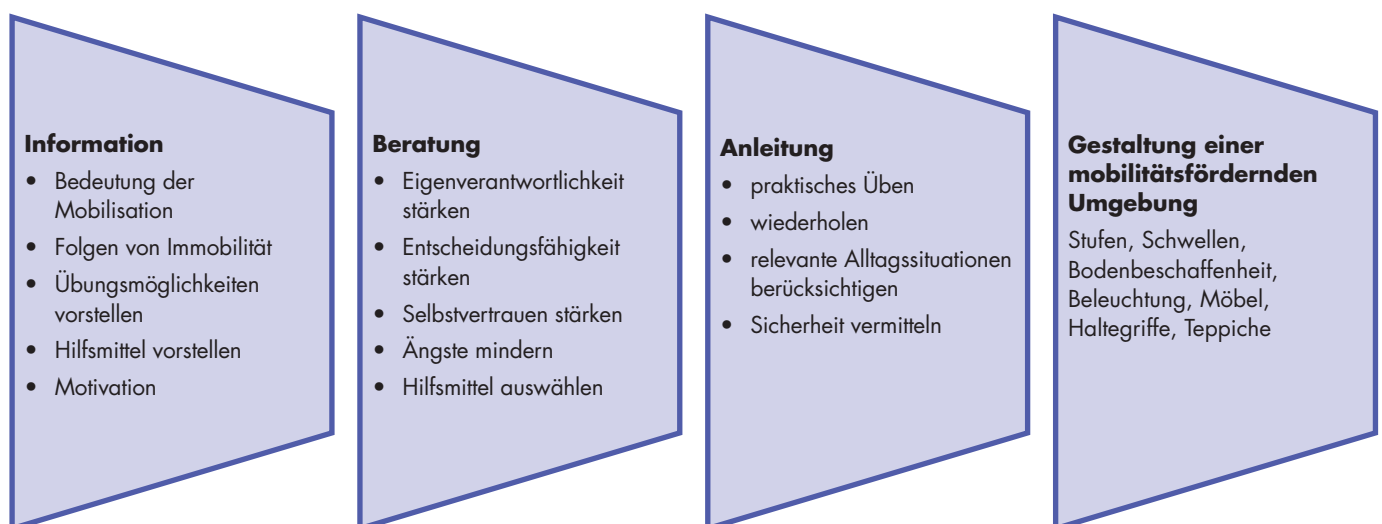 Information
• Bedeutung der
Mobilisation
• Folgen von Immobilität
• Übungsmöglichkeiten
vorstellen
• Hilfsmittel vorstellen
• Motivation
Beratung
• Eigenverantwortlichkeit
stärken
• Entscheidungsfähigkeit
stärken
• Selbstvertrauen stärken
• Ängste mindern
• Hilfsmittel auswählen
Anleitung
• praktisches Üben
• wiederholen
• relevante Alltagssituationen
berücksichtigen
• Sicherheit vermitteln
Gestaltung einer
mobilitätsfördernden
Umgebung
Stufen, Schwellen,
Bodenbeschaffenheit,
Beleuchtung, Möbel,
Haltegriffe, Teppiche